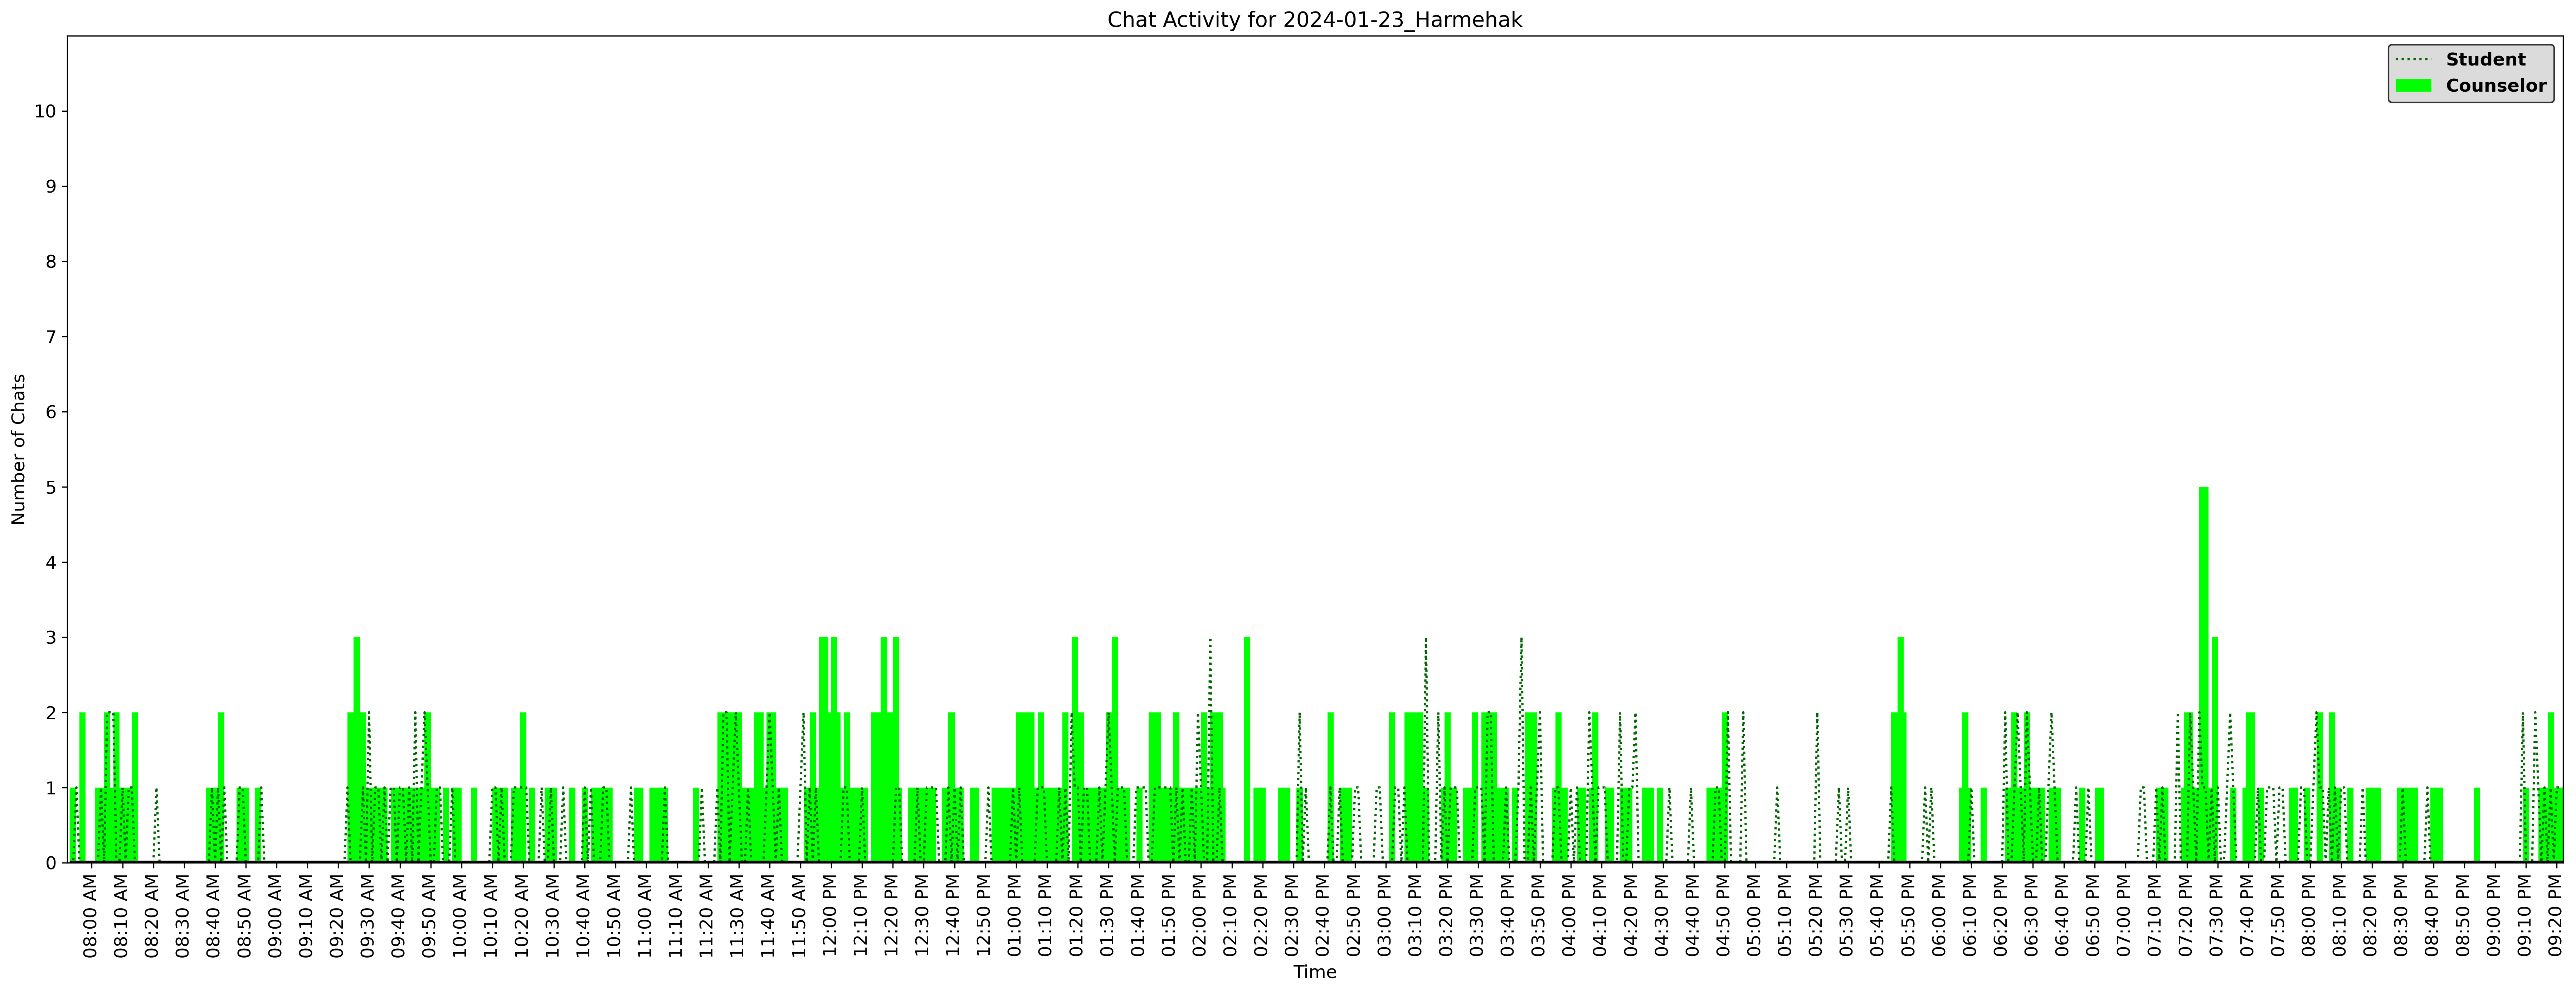 Chat Activity for 2024-01-23_Harmehak
Student
Counselor
Number of Chats
10
9
8
7
6
5
4
3
2
1
0
08:00 AM
08:10 AM
08:20 AM
08:30 AM
08:40 AM
08:50 AM
09:00 AM
09:10 AM
09:20 AM
09:30 AM
09:40 AM
09:50 AM
10:00 AM
10:10 AM
10:20 AM
10:30 AM
10:40 AM
10:50 AM
11:00 AM
11:10 AM
11:20 AM
11:30 AM
11:40 AM
11:50 AM
12:00 PM
12:10 PM
12:20 PM
12:30 PM
12:40 PM
12:50 PM
01:00 PM
01:10 PM
01:20 PM
01:30 PM
01:40 PM
01:50 PM
02:00 PM
02:10 PM
02:20 PM
02:30 PM
02:40 PM
02:50 PM
03:00 PM
03:10 PM
03:20 PM
03:30 PM
03:40 PM
03:50 PM
04:00 PM
04:10 PM
04:20 PM
04:30 PM
04:40 PM
04:50 PM
05:00 PM
05:10 PM
05:20 PM
05:30 PM
05:40 PM
05:50 PM
06:00 PM
06:10 PM
06:20 PM
06:30 PM
06:40 PM
06:50 PM
07:00 PM
07:10 PM
07:20 PM
07:30 PM
07:40 PM
07:50 PM
08:00 PM
08:10 PM
08:20 PM
08:30 PM
08:40 PM
08:50 PM
09:00 PM
09:10 PM
09:20 PM
Time